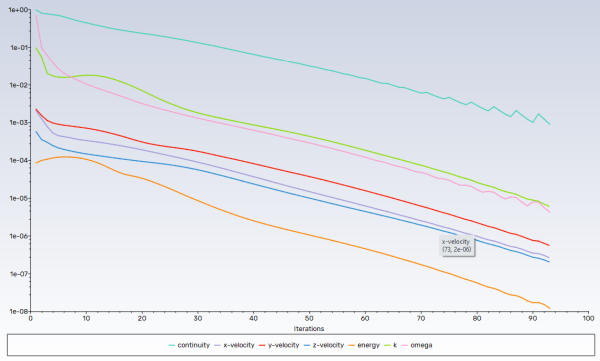 1e+00
1e-01
1e-02
1e-03
1e-04
1e-05
1e-06
1e-07
1e-08
x-velocity
(73, 2e-06)
0 10 20 30 40 50 60 70 80 90 100
Iterations
continuity x-velocity y-velocity z-velocity energy k omega